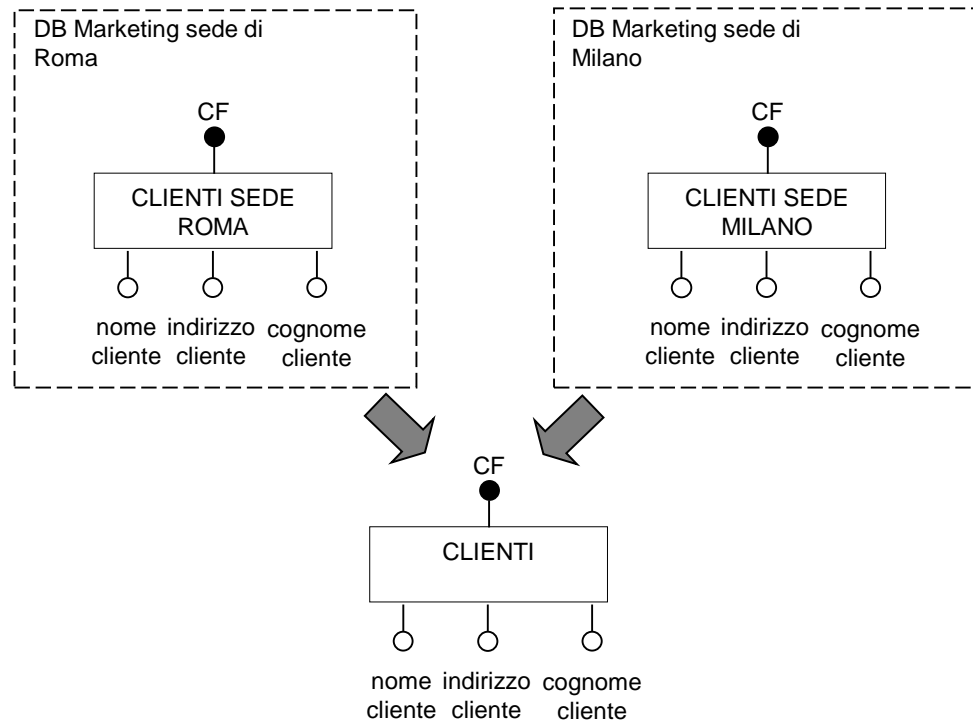 DB Marketing sede di
Roma
CF
CLIENTI SEDE
ROMA
nome
cliente
indirizzo
cliente
cognome
cliente
DB Marketing sede di
Milano
CF
CLIENTI SEDE
MILANO
nome
cliente
indirizzo
cliente
cognome
cliente
CF
CLIENTI
nome
cliente
indirizzo
cliente
cognome
cliente